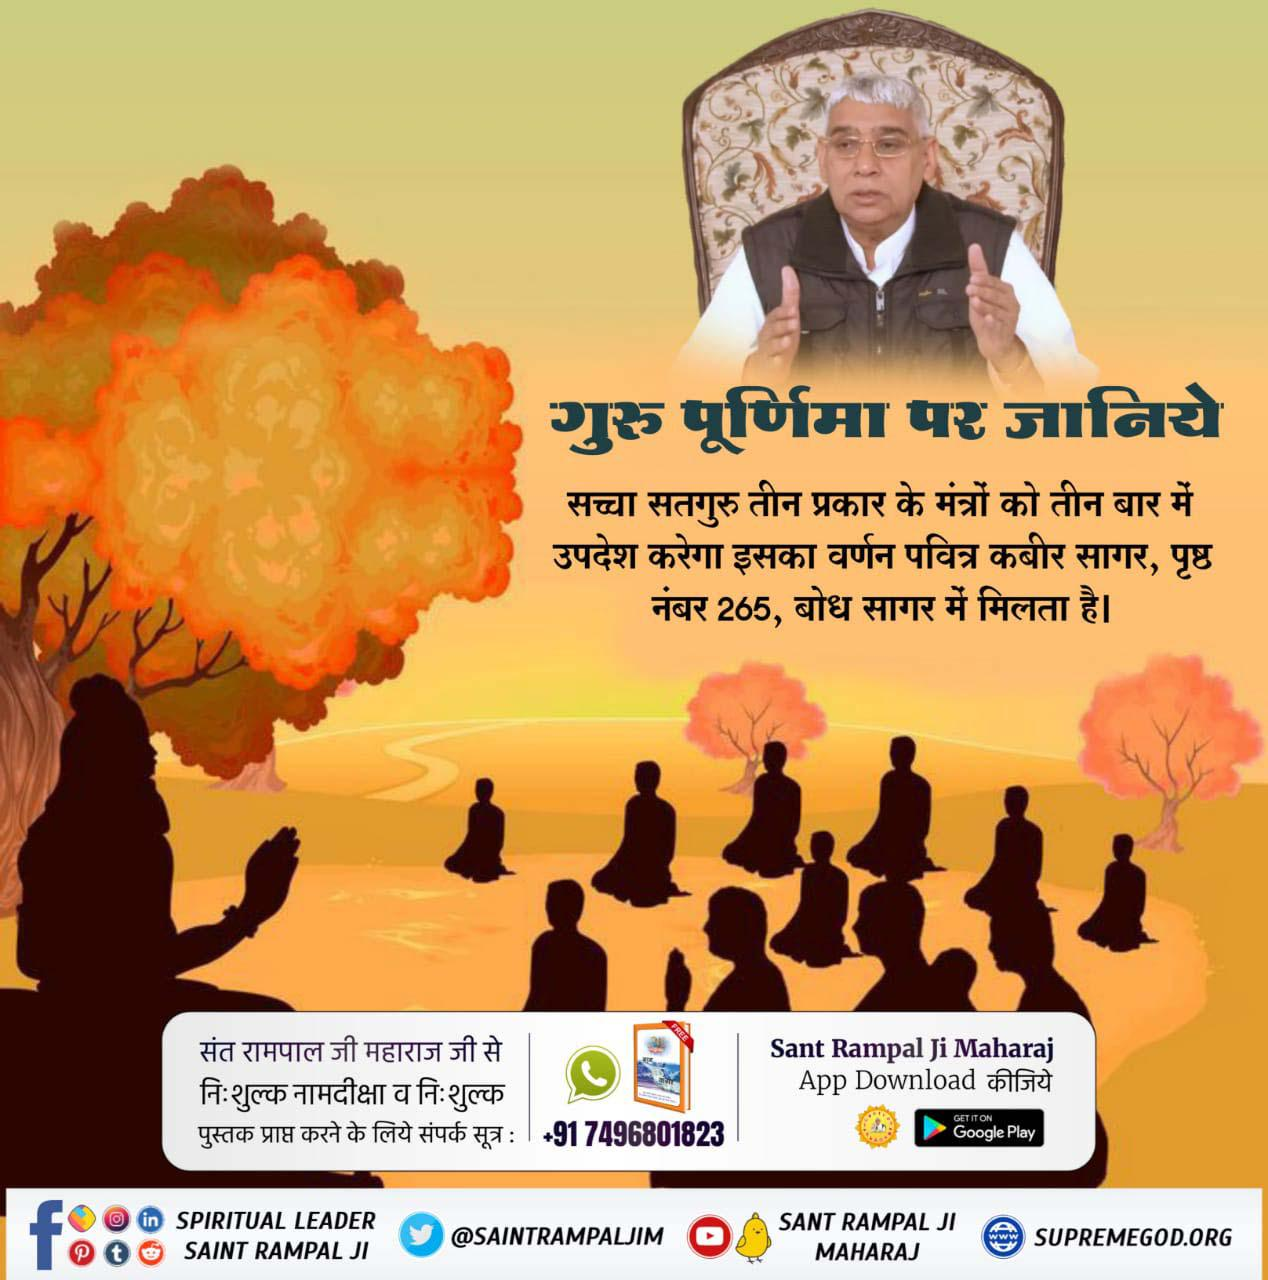 गुरु पूर्णिमा पर जानिये
सच्चा सतगुरु तीन प्रकार के मंत्रों को तीन बार में
उपदेश करेगा इसका वर्णन पवित्र कबीर सागर, पृष्ठ
नंबर 265, बोध सागर में मिलता है।
संत रामपाल जी महाराज जी से
निःशुल्क नामदीक्षा व निःशुल्क
पुस्तक प्राप्त करने के लिये संपर्क सूत्र :
FREE
+91 7496801823
Sant Rampal Ji Maharaj
App Download कीजिये
GET IT ON
Google Play
SPIRITUAL LEADER
SAINT RAMPAL JI
@SAINTRAMPALJIM
SANT RAMPAL JI
MAHARAJ
SUPREMEGOD.ORG